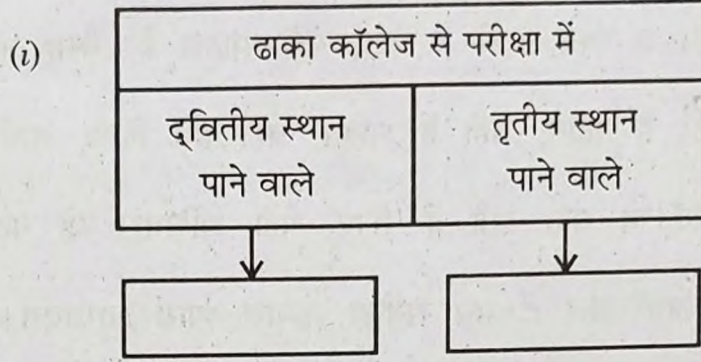 (i)
ढाका कॉलेज से परीक्षा में
द्‌वितीय स्थान
पाने वाले
तृतीय स्थान
पाने वाले